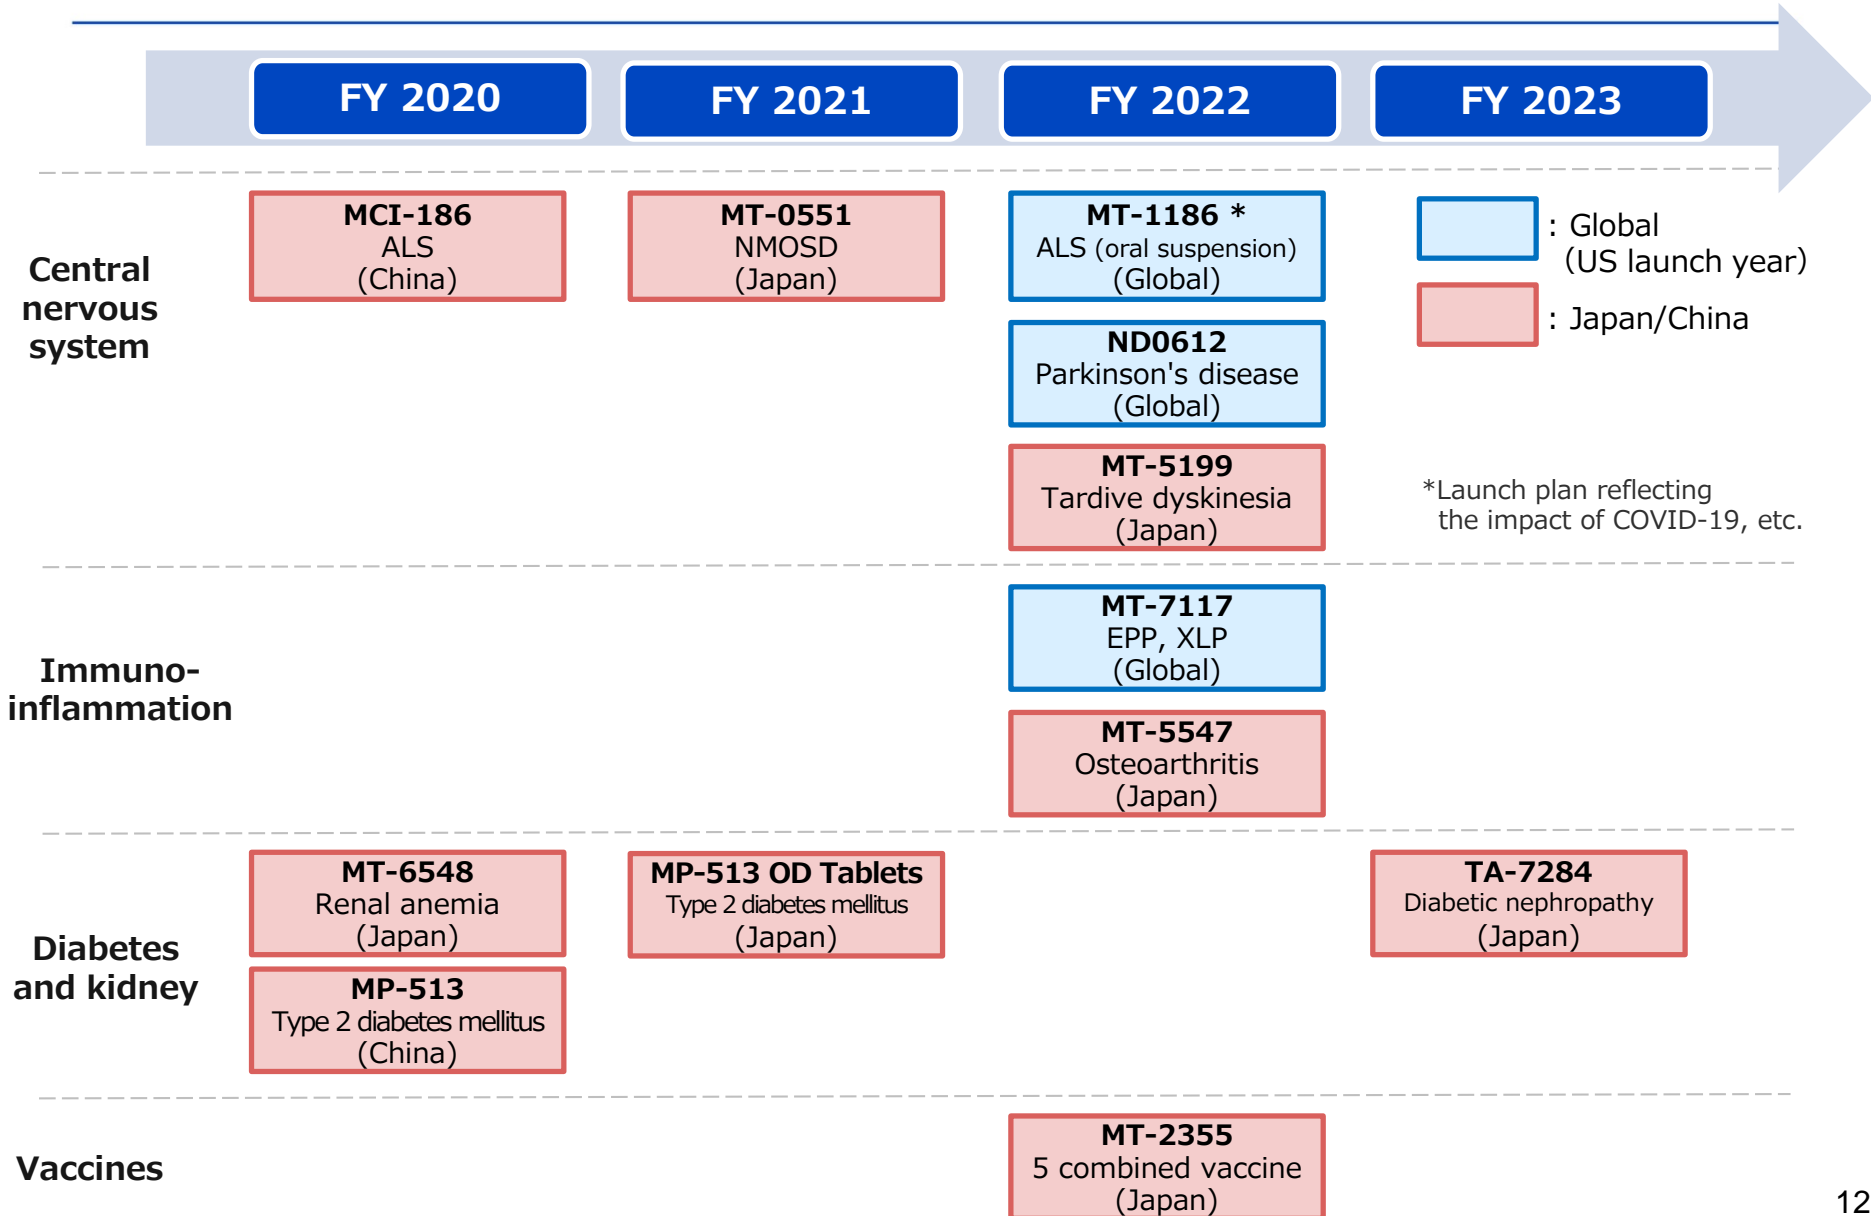 FY 2020
FY 2021
FY 2022
FY 2023
Central
nervous
system
MCI-186
ALS
(China)
MT-0551
NMOSD
(Japan)
MT-1186 *
ALS (oral suspension)
(Global)
ND0612
Parkinson's disease
(Global)
MT-5199
Tardive dyskinesia
(Japan)
: Global
(US launch year)
: Japan/China
*Launch plan reflecting
the impact of COVID-19, etc.
Immuno-
inflammation
MT-7117
EPP, XLP
(Global)
MT-5547
Osteoarthritis
(Japan)
Diabetes
and kidney
MT-6548
Renal anemia
(Japan)
MP-513
Type 2 diabetes mellitus
(China)
MP-513 OD Tablets
Type 2 diabetes mellitus
(Japan)
TA-7284
Diabetic nephropathy
(Japan)
Vaccines
MT-2355
5 combined vaccine
(Japan)
12